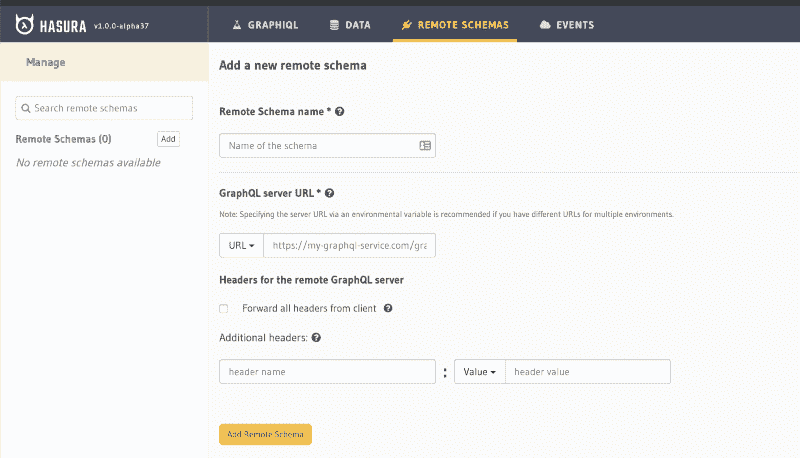 HASURA v1.0.0-alpha37 GRAPHIQL DATA REMOTE SCHEMAS EVENTS
Manage
Add a new remote schema
Search remote schemas
Remote Schema name *
Remote Schemas (0) Add
Name of the schema
No remote schemas available
GraphQL server URL *
Note: Specifying the server URL via an environmental variable is recommended if you have different URLs for multiple environments.
URL https://my-graphql-service.com/gra
Headers for the remote GraphQL server
Forward all headers from client
Additional headers:
header name : Value header value
Add Remote Schema